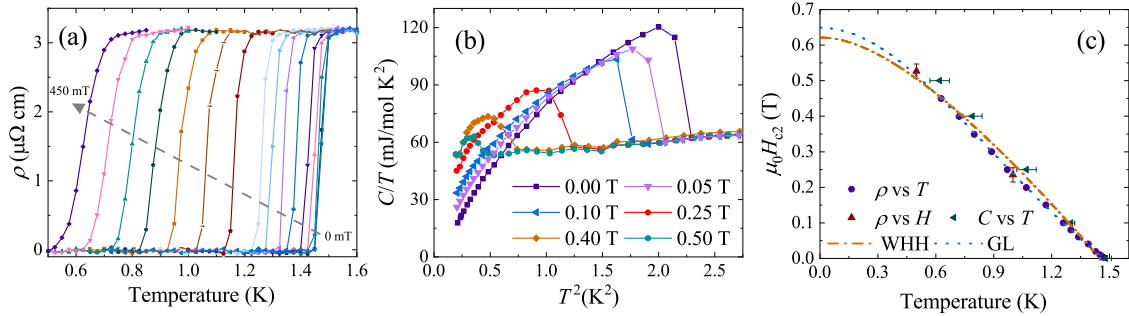 (a)
3
2
1
0
ρ (μΩ cm)
450 mT
0 mT
0.6 0.8 1.0 1.2 1.4 1.6
Temperature (K)
(b)
150
120
90
60
30
0
C/T (mJ/mol K²)
0.00 T 0.05 T
0.10 T 0.25 T
0.40 T 0.50 T
0.0 0.5 1.0 1.5 2.0 2.5
T²(K²)
(c)
0.7
0.6
0.5
0.4
0.3
0.2
0.1
0.0
μ₀Hc2 (T)
ρ vs T
ρ vs H C vs T
WHH GL
0.0 0.3 0.6 0.9 1.2 1.5
Temperature (K)